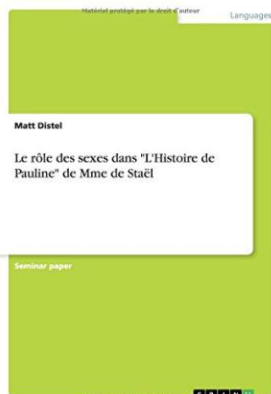 Matériel protégé par le droit d'auteur
Languages
Matt Distel
Le rôle des sexes dans "L'Histoire de
Pauline" de Mme de Staël
Seminar paper